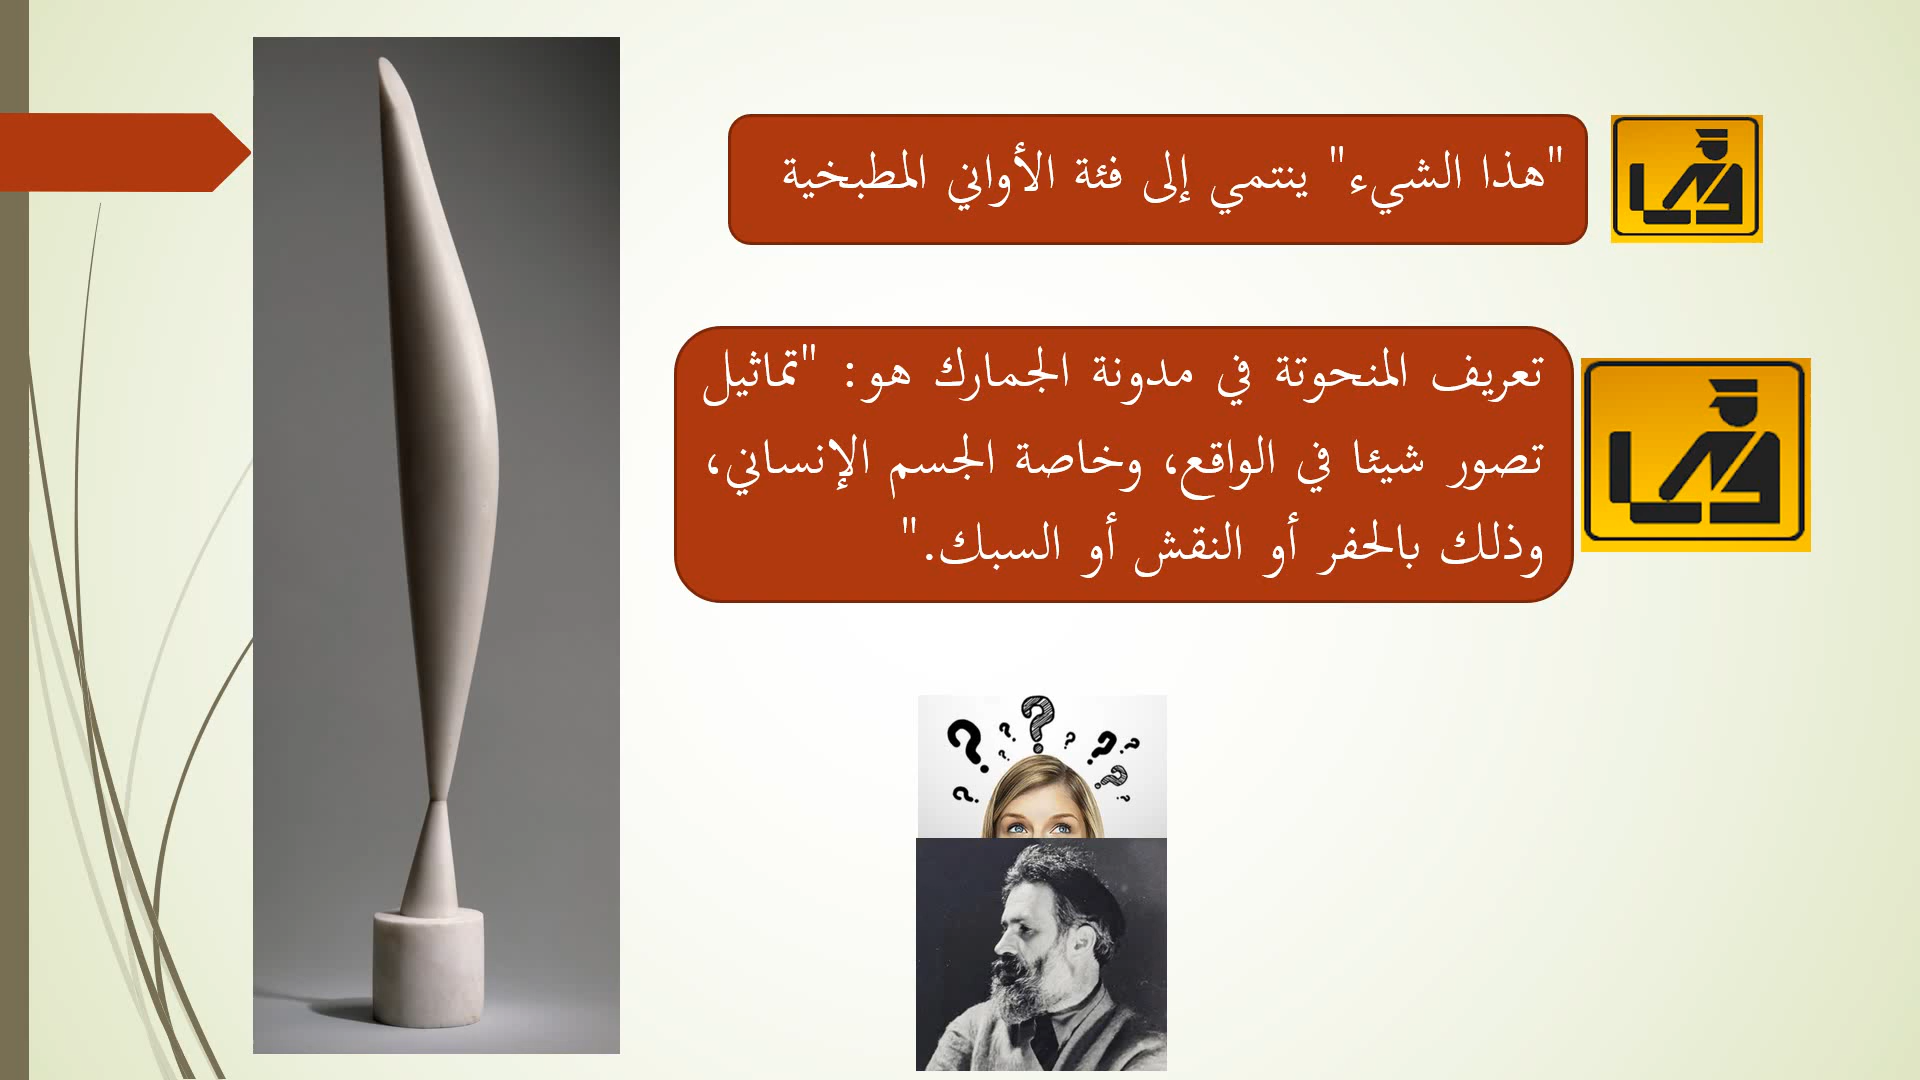 "هذا الشيء" ينتمي إلى فئة الأواني المطبخية
تعريف المنحوتة في مدونة الجمارك هو: "تماثيل
تصور شيئا في الواقع، وخاصة الجسم الإنساني،
وذلك بالحفر أو النقش أو السبك."